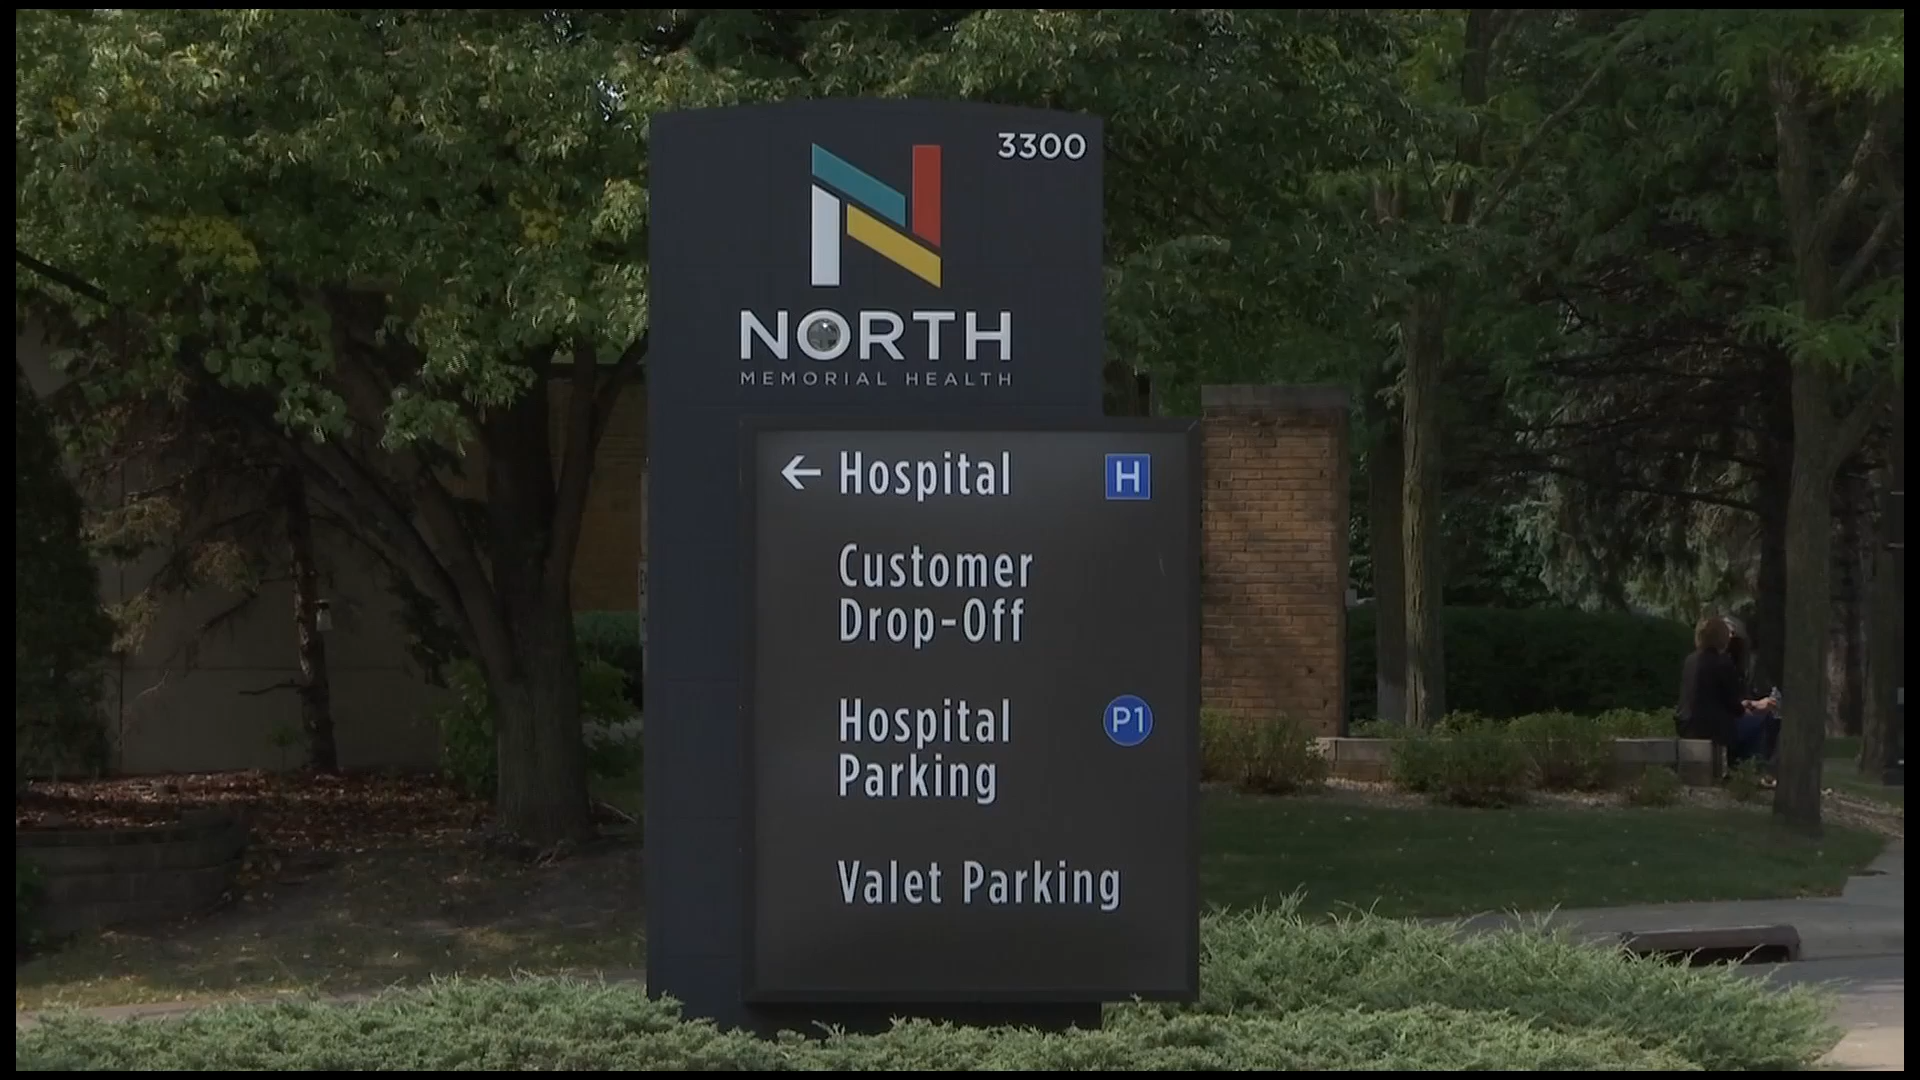 3300
NORTH
MEMORIAL HEALTH
← Hospital H
Customer
Drop-Off
Hospital P1
Parking
Valet Parking